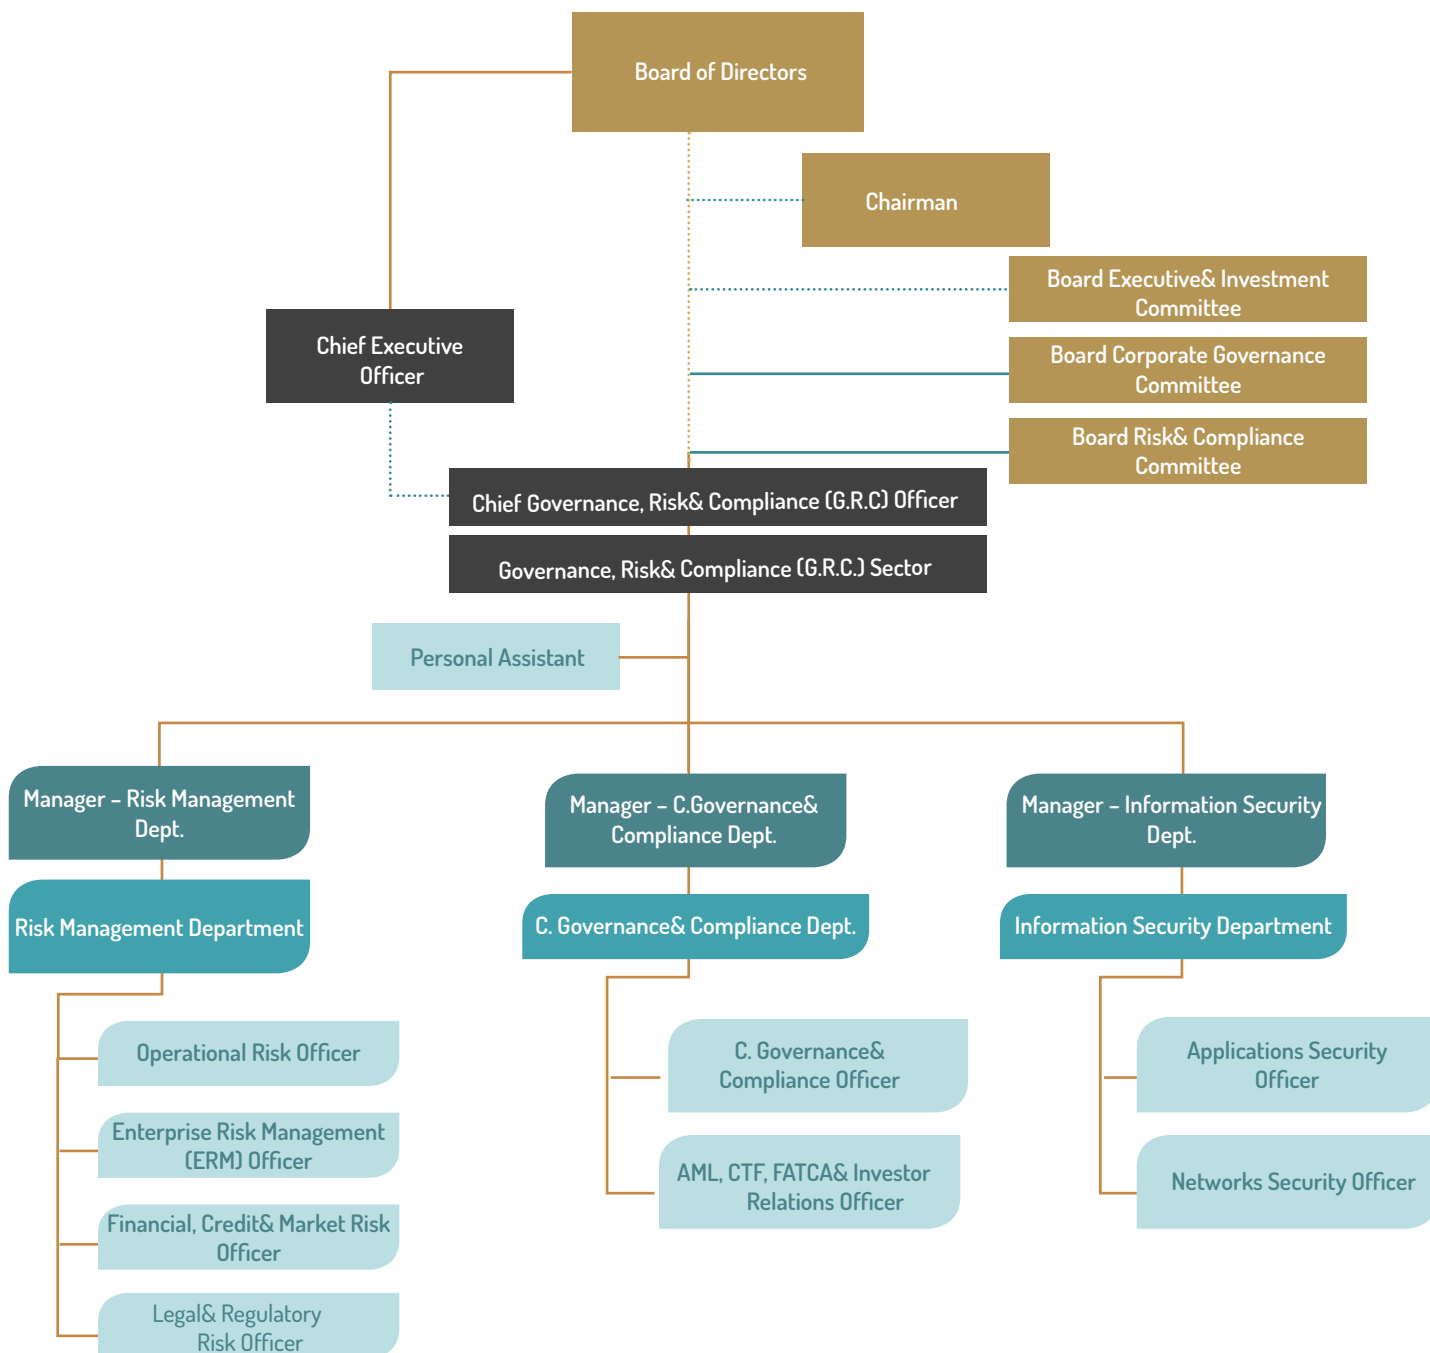 Board of Directors
Chairman
Board Executive& Investment
Committee
Chief Executive
Officer
Board Corporate Governance
Committee
Board Risk& Compliance
Committee
Chief Governance, Risk& Compliance (G.R.C) Officer
Governance, Risk& Compliance (G.R.C.) Sector
Personal Assistant
Manager – Risk Management
Dept.
Manager – C.Governance&
Compliance Dept.
Manager – Information Security
Dept.
Risk Management Department
C. Governance& Compliance Dept.
Information Security Department
Operational Risk Officer
Enterprise Risk Management
(ERM) Officer
Financial, Credit& Market Risk
Officer
Legal& Regulatory
Risk Officer
C. Governance&
Compliance Officer
AML, CTF, FATCA& Investor
Relations Officer
Applications Security
Officer
Networks Security Officer